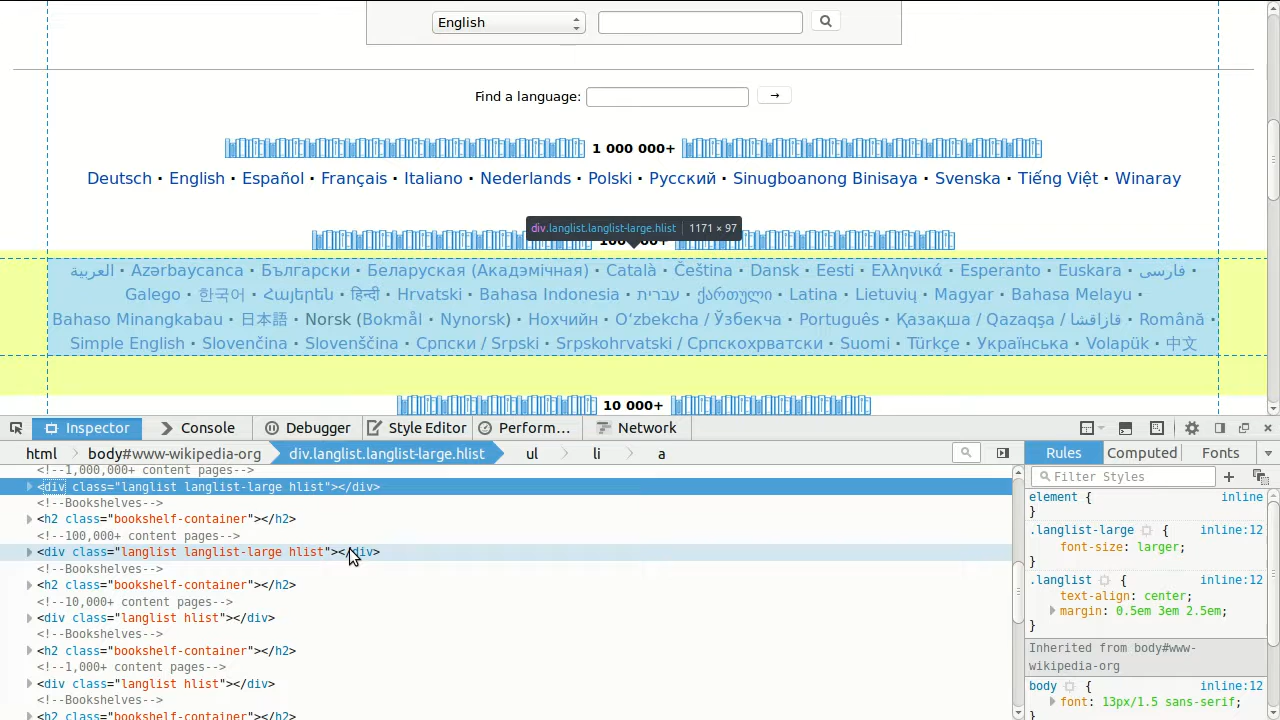 English
Find a language:
→
1 000 000+
Deutsch · English · Español · Français · Italiano · Nederlands · Polski · Русский · Sinugboanong Binisaya · Svenska · Tiếng Việt · Winaray
div.langlist.langlist-large.hlist | 1171 × 97
العربية · Azərbaycanca · Български · Беларуская (Акадэмічная) · Català · Čeština · Dansk · Eesti · Ελληνικά · Esperanto · Euskara · فارسی ·
Galego · 한국어 · Հայերեն · हिन्दी · Hrvatski · Bahasa Indonesia · עברית · ქართული · Latina · Lietuvių · Magyar · Bahasa Melayu ·
Bahaso Minangkabau · 日本語 · Norsk (Bokmål · Nynorsk) · Нохчийн · Oʻzbekcha / Ўзбекча · Português · Қазақша / Qazaqşa / قازاقشا · Română ·
Simple English · Slovenčina · Slovenščina · Српски / Srpski · Srpskohrvatski / Српскохрватски · Suomi · Türkçe · Українська · Volapük · 中文
10 000+
Inspector Console Debugger Style Editor Perform... Network
html body#www-wikipedia-org div.langlist.langlist-large.hlist ul li a
Rules Computed Fonts
<!--1,000,000+ content pages-->
<div class="langlist langlist-large hlist"></div>
<!--Bookshelves-->
<h2 class="bookshelf-container"></h2>
<!--100,000+ content pages-->
<div class="langlist langlist-large hlist"></div>
<!--Bookshelves-->
<h2 class="bookshelf-container"></h2>
<!--10,000+ content pages-->
<div class="langlist hlist"></div>
<!--Bookshelves-->
<h2 class="bookshelf-container"></h2>
<!--1,000+ content pages-->
<div class="langlist hlist"></div>
<!--Bookshelves-->
<h2 class="bookshelf-container"></h2>
Filter Styles
element { inline
}
.langlist-large { inline:12
font-size: larger;
}
.langlist { inline:12
text-align: center;
margin: 0.5em 3em 2.5em;
}
Inherited from body#www-
wikipedia-org
body { inline:12
font: 13px/1.5 sans-serif;